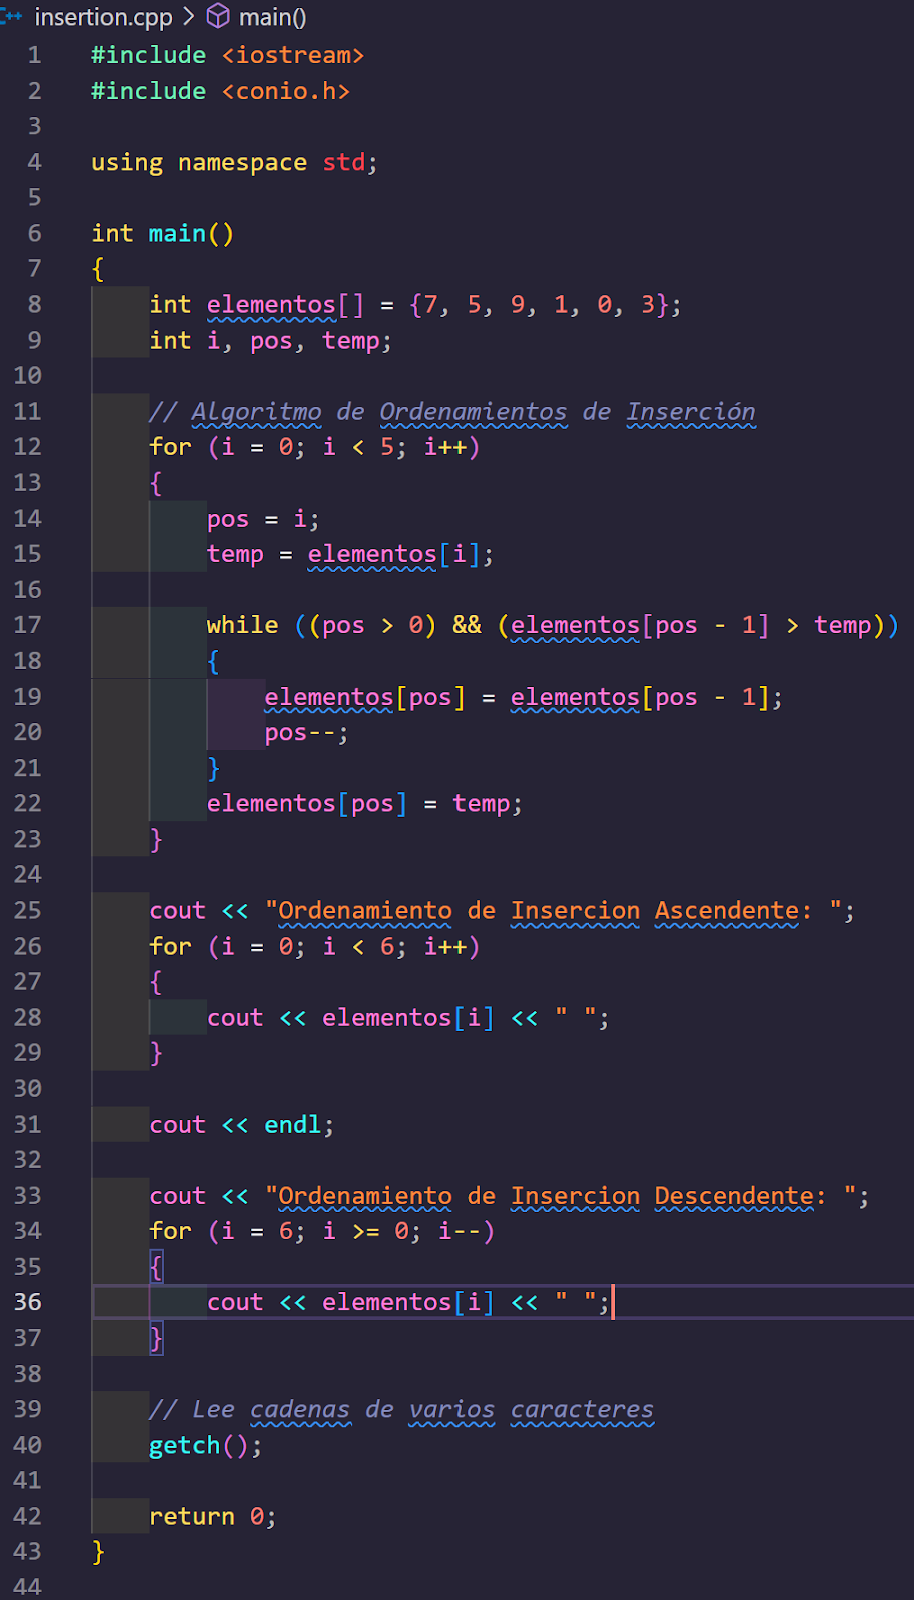 insertion.cpp > main()
1 #include <iostream>
2 #include <conio.h>
3
4 using namespace std;
5
6 int main()
7 {
8     int elementos[] = {7, 5, 9, 1, 0, 3};
9     int i, pos, temp;
10
11     // Algoritmo de Ordenamientos de Inserción
12     for (i = 0; i < 5; i++)
13     {
14         pos = i;
15         temp = elementos[i];
16
17         while ((pos > 0) && (elementos[pos - 1] > temp))
18         {
19             elementos[pos] = elementos[pos - 1];
20             pos--;
21         }
22         elementos[pos] = temp;
23     }
24
25     cout << "Ordenamiento de Insercion Ascendente: ";
26     for (i = 0; i < 6; i++)
27     {
28         cout << elementos[i] << " ";
29     }
30
31     cout << endl;
32
33     cout << "Ordenamiento de Insercion Descendente: ";
34     for (i = 6; i >= 0; i--)
35     {
36         cout << elementos[i] << " ";
37     }
38
39     // Lee cadenas de varios caracteres
40     getch();
41
42     return 0;
43 }
44